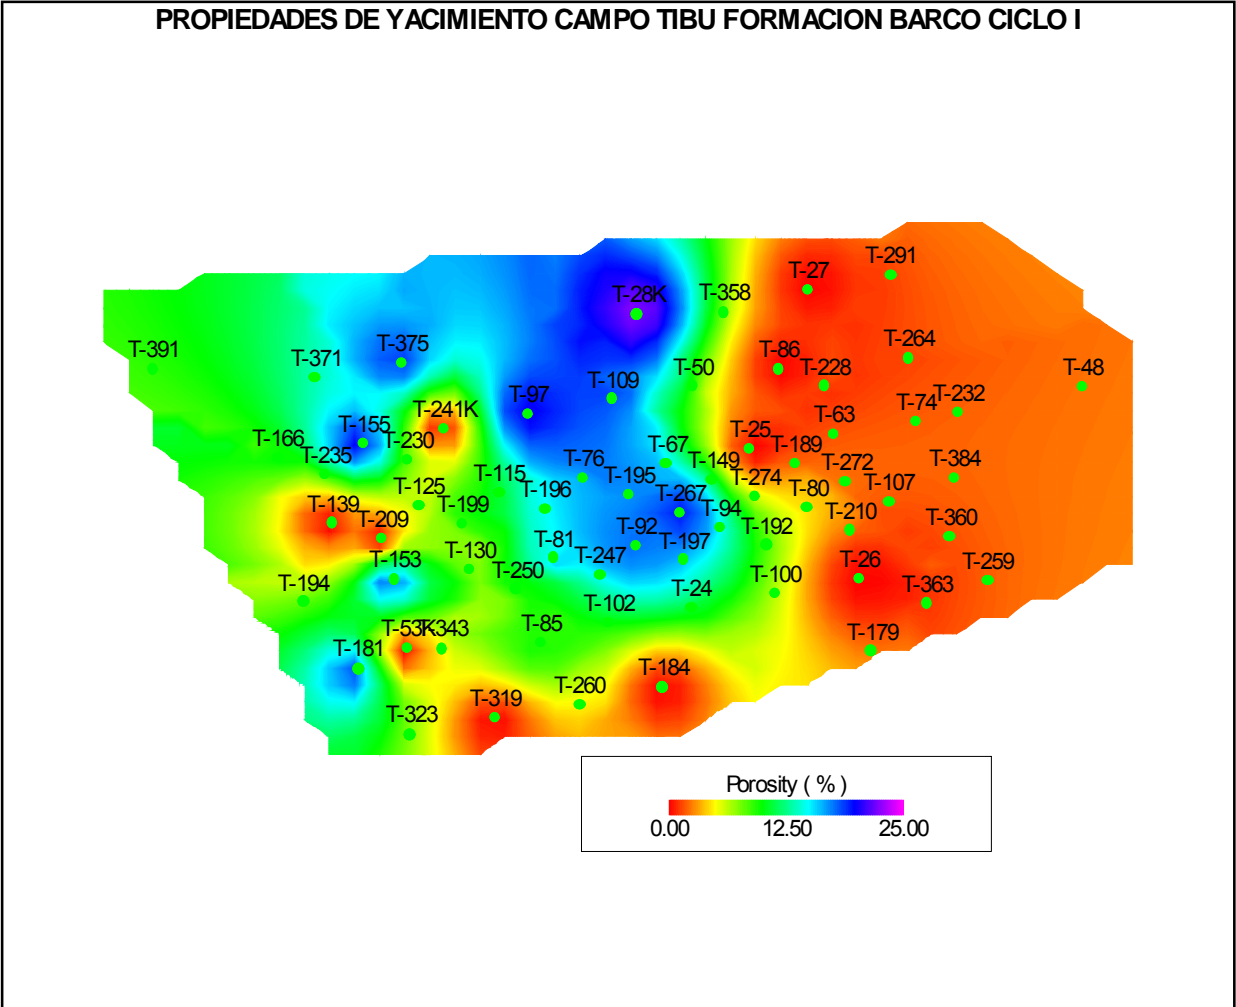 PROPIEDADES DE YACIMIENTO CAMPO TIBU FORMACION BARCO CICLO I
T-291
T-27
T-28K
T-358
T-264
T-391
T-371
T-375
T-86
T-228
T-50
T-48
T-109
T-97
T-74
T-232
T-241K
T-63
T-155
T-25
T-166
T-230
T-235
T-67
T-189
T-149
T-76
T-272
T-384
T-115
T-195
T-274
T-196
T-80
T-107
T-125
T-267
T-139
T-199
T-94
T-210
T-209
T-92
T-192
T-360
T-81
T-197
T-153
T-130
T-247
T-250
T-26
T-259
T-194
T-24
T-100
T-363
T-102
T-53K
T-343
T-85
T-179
T-181
T-184
T-260
T-319
T-323
Porosity ( % )
0.00 12.50 25.00